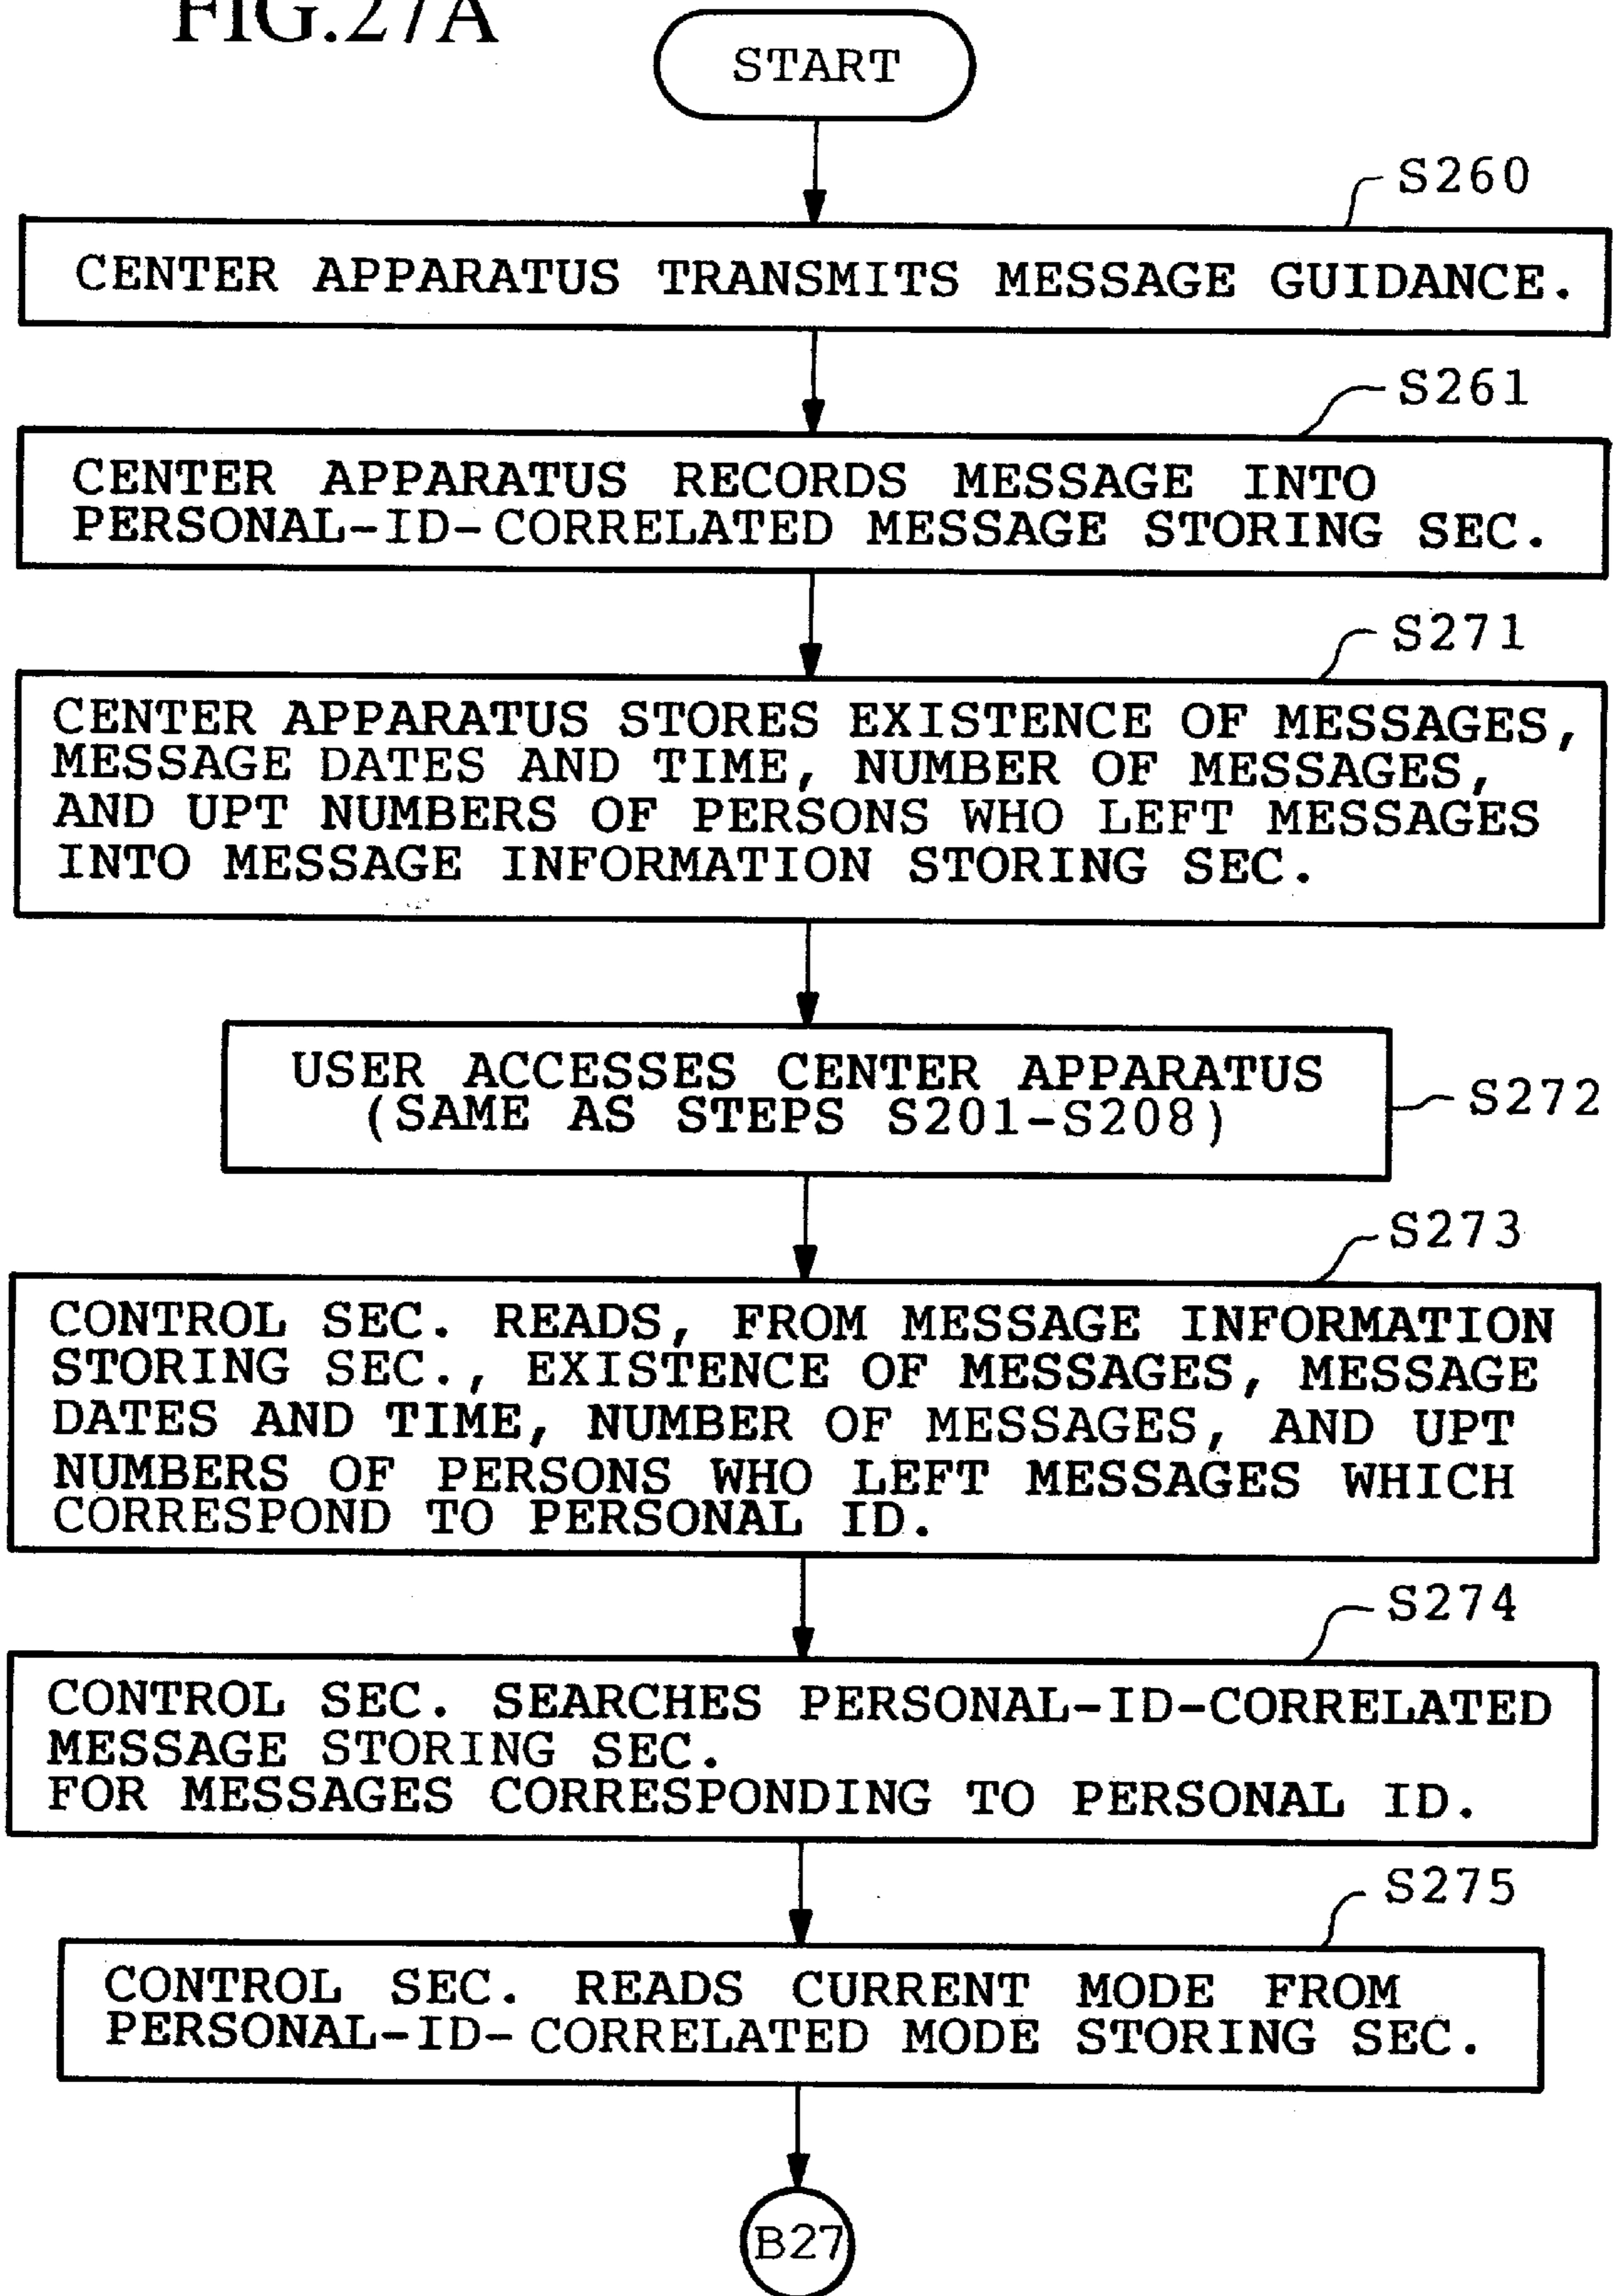 FIG.27A
START
S260
CENTER APPARATUS TRANSMITS MESSAGE GUIDANCE.
S261
CENTER APPARATUS RECORDS MESSAGE INTO
PERSONAL-ID-CORRELATED MESSAGE STORING SEC.
S271
CENTER APPARATUS STORES EXISTENCE OF MESSAGES,
MESSAGE DATES AND TIME, NUMBER OF MESSAGES,
AND UPT NUMBERS OF PERSONS WHO LEFT MESSAGES
INTO MESSAGE INFORMATION STORING SEC.
USER ACCESSES CENTER APPARATUS
(SAME AS STEPS S201-S208)
S272
S273
CONTROL SEC. READS, FROM MESSAGE INFORMATION
STORING SEC., EXISTENCE OF MESSAGES, MESSAGE
DATES AND TIME, NUMBER OF MESSAGES, AND UPT
NUMBERS OF PERSONS WHO LEFT MESSAGES WHICH
CORRESPOND TO PERSONAL ID.
S274
CONTROL SEC. SEARCHES PERSONAL-ID-CORRELATED
MESSAGE STORING SEC.
FOR MESSAGES CORRESPONDING TO PERSONAL ID.
S275
CONTROL SEC. READS CURRENT MODE FROM
PERSONAL-ID-CORRELATED MODE STORING SEC.
B27